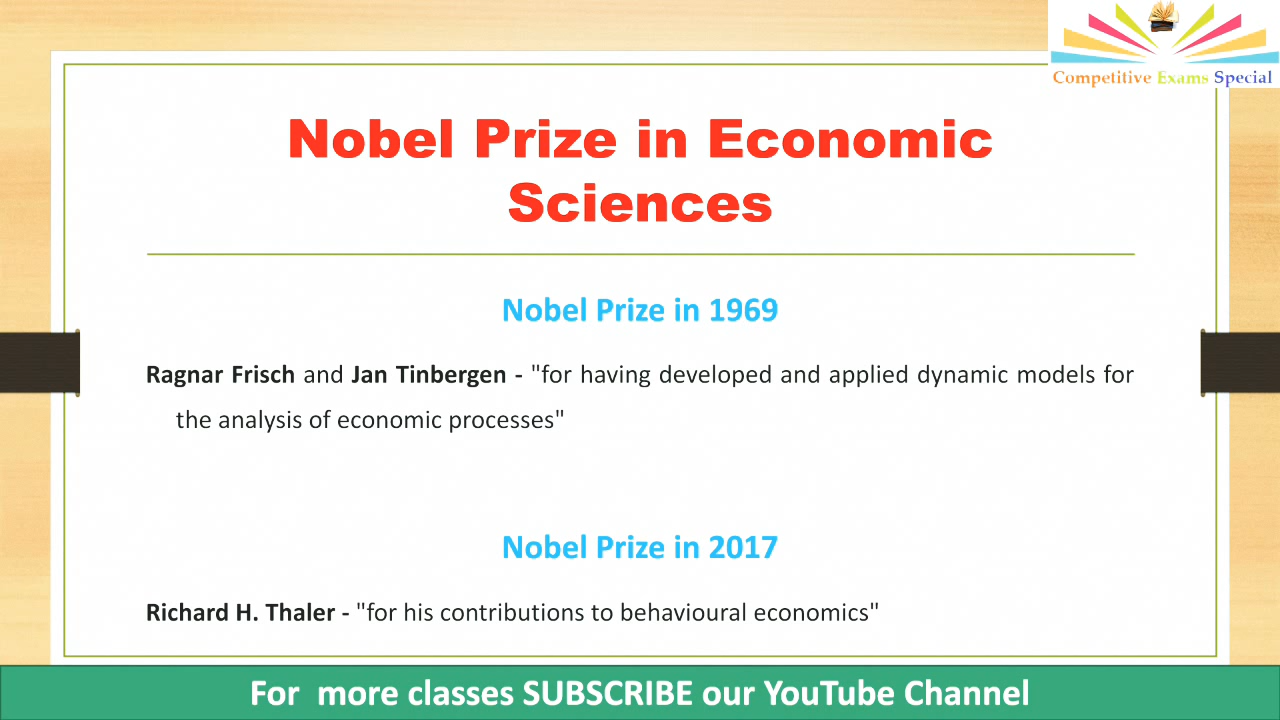 Competitive Exams Special
Nobel Prize in Economic
Sciences
Nobel Prize in 1969
Ragnar Frisch and Jan Tinbergen - "for having developed and applied dynamic models for
the analysis of economic processes"
Nobel Prize in 2017
Richard H. Thaler - "for his contributions to behavioural economics"
For  more classes SUBSCRIBE our YouTube Channel